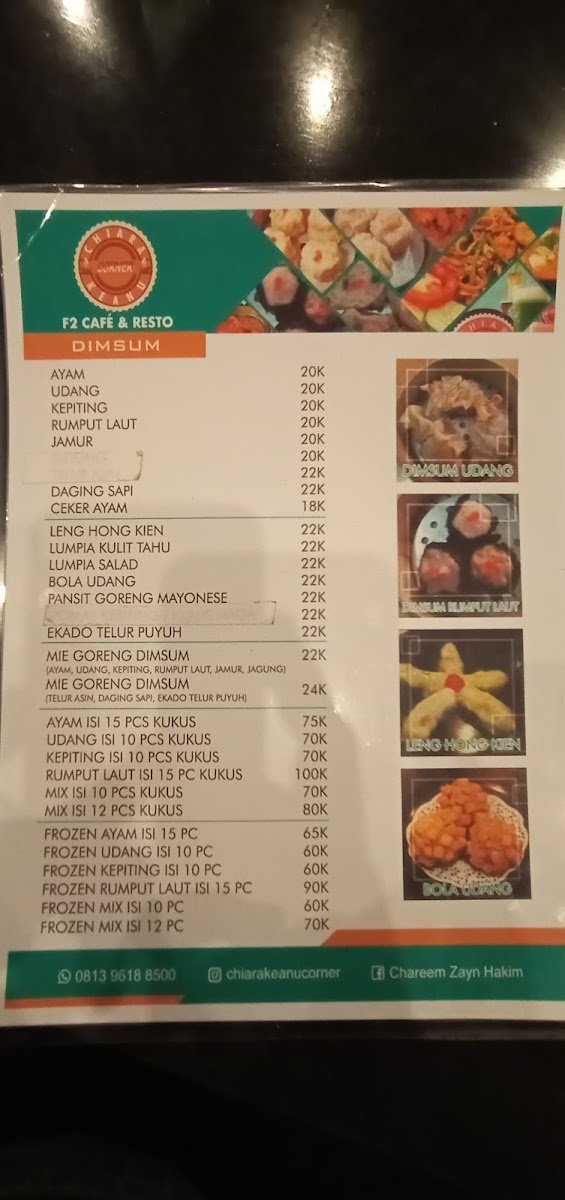 CHIARA
CORNER
KEANU
F2 CAFÉ & RESTO
DIMSUM
AYAM 20K
UDANG 20K
KEPITING 20K
RUMPUT LAUT 20K
JAMUR 20K
20K
22K
DAGING SAPI 22K
CEKER AYAM 18K
LENG HONG KIEN 22K
LUMPIA KULIT TAHU 22K
LUMPIA SALAD 22K
BOLA UDANG 22K
PANSIT GORENG MAYONESE 22K
22K
EKADO TELUR PUYUH 22K
MIE GORENG DIMSUM 22K
(AYAM, UDANG, KEPITING, RUMPUT LAUT, JAMUR, JAGUNG)
MIE GORENG DIMSUM 24K
(TELUR ASIN, DAGING SAPI, EKADO TELUR PUYUH)
AYAM ISI 15 PCS KUKUS 75K
UDANG ISI 10 PCS KUKUS 70K
KEPITING ISI 10 PCS KUKUS 70K
RUMPUT LAUT ISI 15 PC KUKUS 100K
MIX ISI 10 PCS KUKUS 70K
MIX ISI 12 PCS KUKUS 80K
FROZEN AYAM ISI 15 PC 65K
FROZEN UDANG ISI 10 PC 60K
FROZEN KEPITING ISI 10 PC 60K
FROZEN RUMPUT LAUT ISI 15 PC 90K
FROZEN MIX ISI 10 PC 60K
FROZEN MIX ISI 12 PC 70K
DIMSUM UDANG
DIMSUM RUMPUT LAUT
LENG HONG KIEN
BOLA UDANG
0813 9618 8500
chiarakeanucorner
Chareem Zayn Hakim